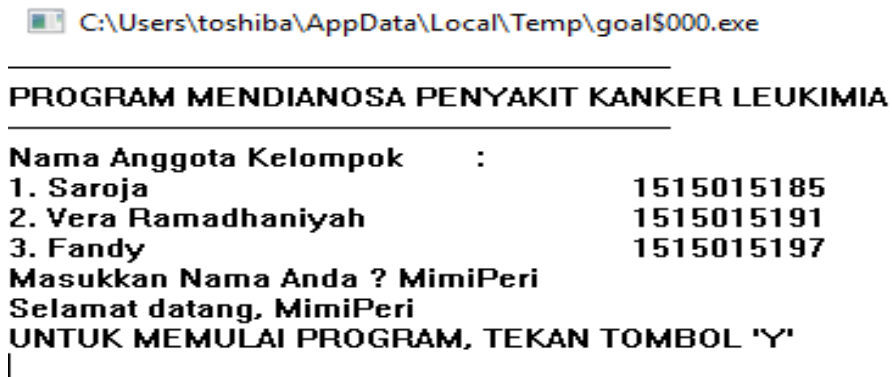 C:\Users\toshiba\AppData\Local\Temp\goal$000.exe
PROGRAM MENDIANOSA PENYAKIT KANKER LEUKIMIA
Nama Anggota Kelompok :
1. Saroja 1515015185
2. Vera Ramadhaniyah 1515015191
3. Fandy 1515015197
Masukkan Nama Anda ? MimiPeri
Selamat datang, MimiPeri
UNTUK MEMULAI PROGRAM, TEKAN TOMBOL 'Y'